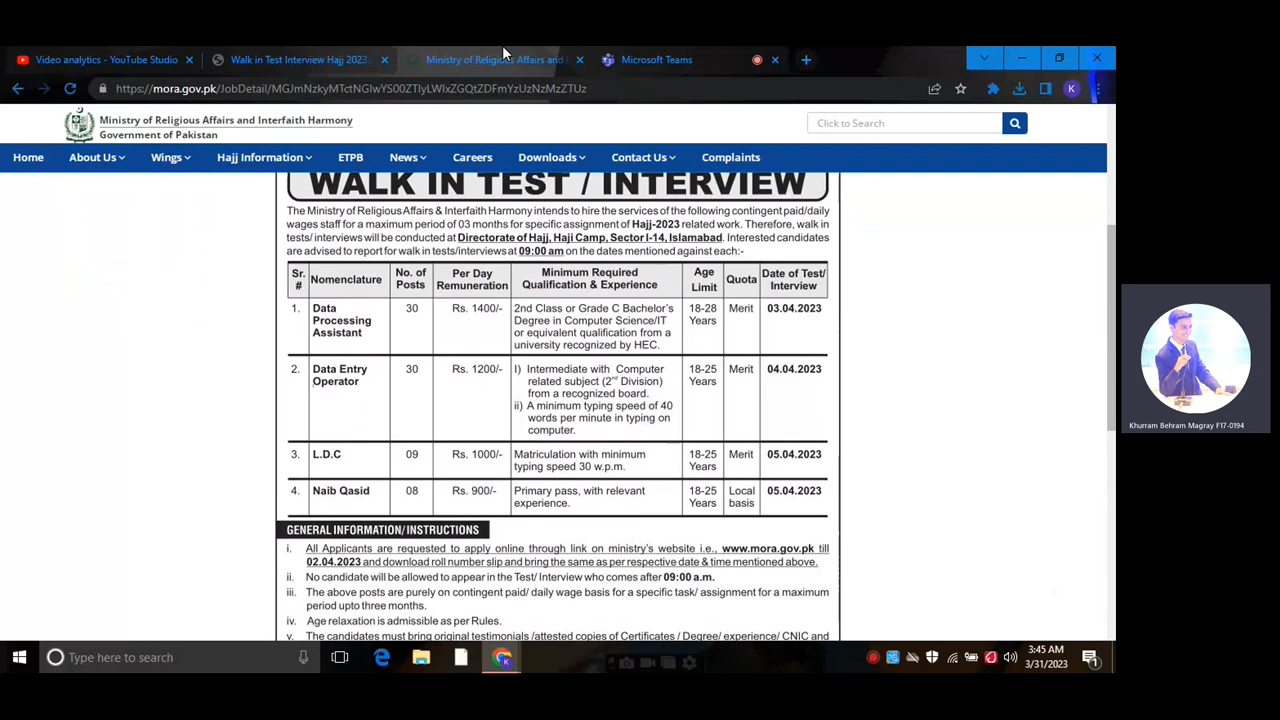 Video analytics - YouTube Studio
Walk in Test Interview Hajj 2023
Ministry of Religious Affairs and
Microsoft Teams
https://mora.gov.pk/JobDetail/
K
Ministry of Religious Affairs and Interfaith Harmony
Government of Pakistan
Click to Search
Home About Us Wings Hajj Information ETPB News Careers Downloads Contact Us Complaints
WALK IN TEST / INTERVIEW
The Ministry of Religious Affairs & Interfaith Harmony intends to hire the services of the following contingent paid/daily
wages staff for a maximum period of 03 months for specific assignment of Hajj-2023 related work. Therefore, walk in
tests/ interviews will be conducted at Directorate of Hajj, Haji Camp, Sector I-14, Islamabad. Interested candidates
are advised to report for walk in tests/interviews at 09:00 am on the dates mentioned against each:-
Sr. #
Nomenclature
No. of Posts
Per Day Remuneration
Minimum Required Qualification & Experience
Age Limit
Quota
Date of Test/ Interview
1.
Data
Processing
Assistant
30
Rs. 1400/-
2nd Class or Grade C Bachelor's
Degree in Computer Science/IT
or equivalent qualification from a
university recognized by HEC.
18-28
Years
Merit
03.04.2023
2.
Data Entry
Operator
30
Rs. 1200/-
I) Intermediate with Computer
related subject (2nd Division)
from a recognized board.
ii) A minimum typing speed of 40
words per minute in typing on
computer.
18-25
Years
Merit
04.04.2023
3.
L.D.C
09
Rs. 1000/-
Matriculation with minimum
typing speed 30 w.p.m.
18-25
Years
Merit
05.04.2023
4.
Naib Qasid
08
Rs. 900/-
Primary pass, with relevant
experience.
18-25
Years
Local
basis
05.04.2023
GENERAL INFORMATION/INSTRUCTIONS
i. All Applicants are requested to apply online through link on ministry's website i.e., www.mora.gov.pk till
02.04.2023 and download roll number slip and bring the same as per respective date & time mentioned above.
ii. No candidate will be allowed to appear in the Test/ Interview who comes after 09:00 a.m.
iii. The above posts are purely on contingent paid/ daily wage basis for a specific task/ assignment for a maximum
period upto three months.
iv. Age relaxation is admissible as per Rules.
v. The candidates must bring original testimonials /attested copies of Certificates / Degree/ experience/ CNIC and
Khurram Behram Magray F17-0194
Type here to search
3:45 AM
3/31/2023
1